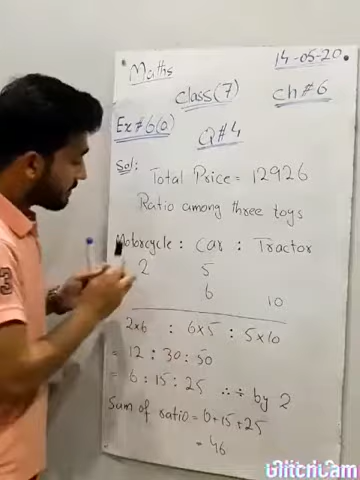 14-05-20
Maths
Class(7) Ch#6
Ex#6(c)
Q#4
Sol:
Total Price = 12926
Ratio among three toys
Motorcycle : Car : Tractor
2 5
6 10
2x6 : 6x5 : 5x10
= 12 : 30 : 50
= 6 : 15 : 25 ∴ ÷ by 2
Sum of ratio = 6+15+25
= 46
3
GlitchCam